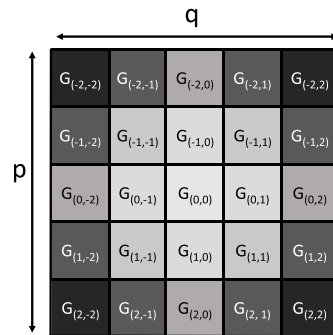 q
G(-2,-2) G(-2,-1) G(-2,0) G(-2,1) G(-2,2)
G(-1,-2) G(-1,-1) G(-1,0) G(-1,1) G(-1,2)
p
G(0,-2) G(0,-1) G(0,0) G(0,1) G(0,2)
G(1,-2) G(1,-1) G(1,0) G(1,1) G(1,2)
G(2,-2) G(2,-1) G(2,0) G(2, 1) G(2,2)